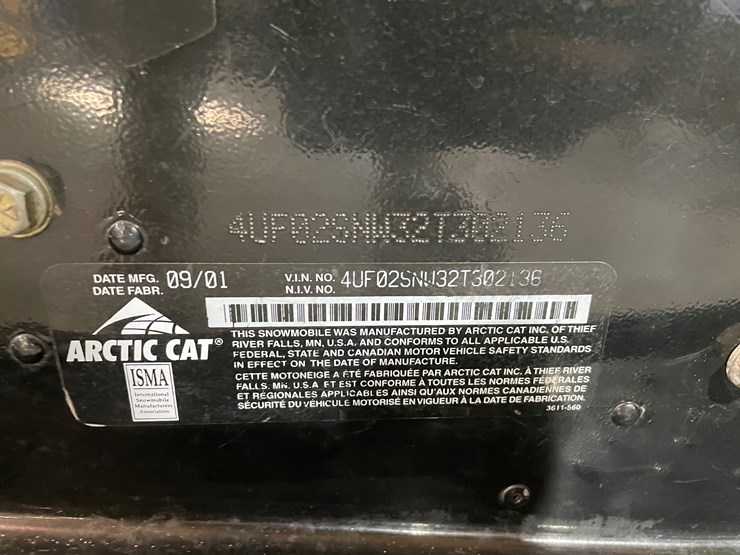 4UF02SNW32T302136
DATE MFG. 09/01
DATE FABR.
V.I.N. NO. 4UF02SNW32T302136
N.I.V. NO.
ARCTIC CAT®
ISMA
International
Snowmobile
Manufacturers
Association
THIS SNOWMOBILE WAS MANUFACTURED BY ARCTIC CAT INC. OF THIEF
RIVER FALLS, MN, U.S.A. AND CONFORMS TO ALL APPLICABLE U.S.
FEDERAL, STATE AND CANADIAN MOTOR VEHICLE SAFETY STANDARDS
IN EFFECT ON THE DATE OF MANUFACTURE.
CETTE MOTONEIGE A ÉTÉ FABRIQUÉE PAR ARCTIC CAT INC. À THIEF RIVER
FALLS, MN. U.S.A ET EST CONFORME À TOUTES LES NORMES FÉDÉRALES
ET RÉGIONALES APPLICABLES AINSI QU'AUX NORMES CANADIENNES DE
SÉCURITÉ DU VÉHICULE MOTORISÉ EN VIGUEUR À LA DATE DE FABRICATION.
3611-560